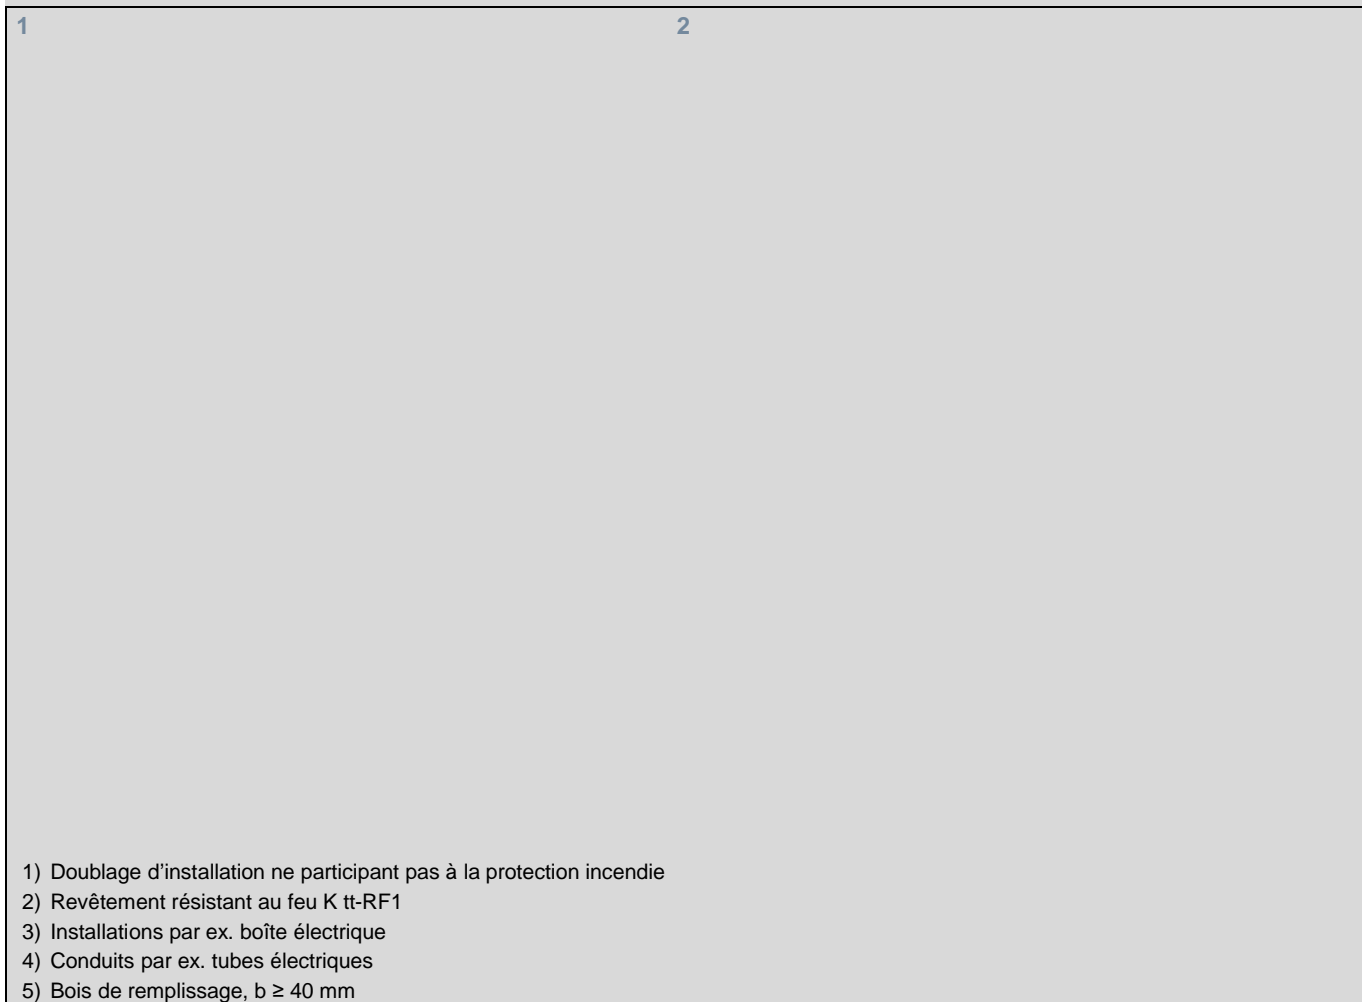 1 2
1) Doublage d'installation ne participant pas à la protection incendie
2) Revêtement résistant au feu K tt-RF1
3) Installations par ex. boîte électrique
4) Conduits par ex. tubes électriques
5) Bois de remplissage, b ≥ 40 mm